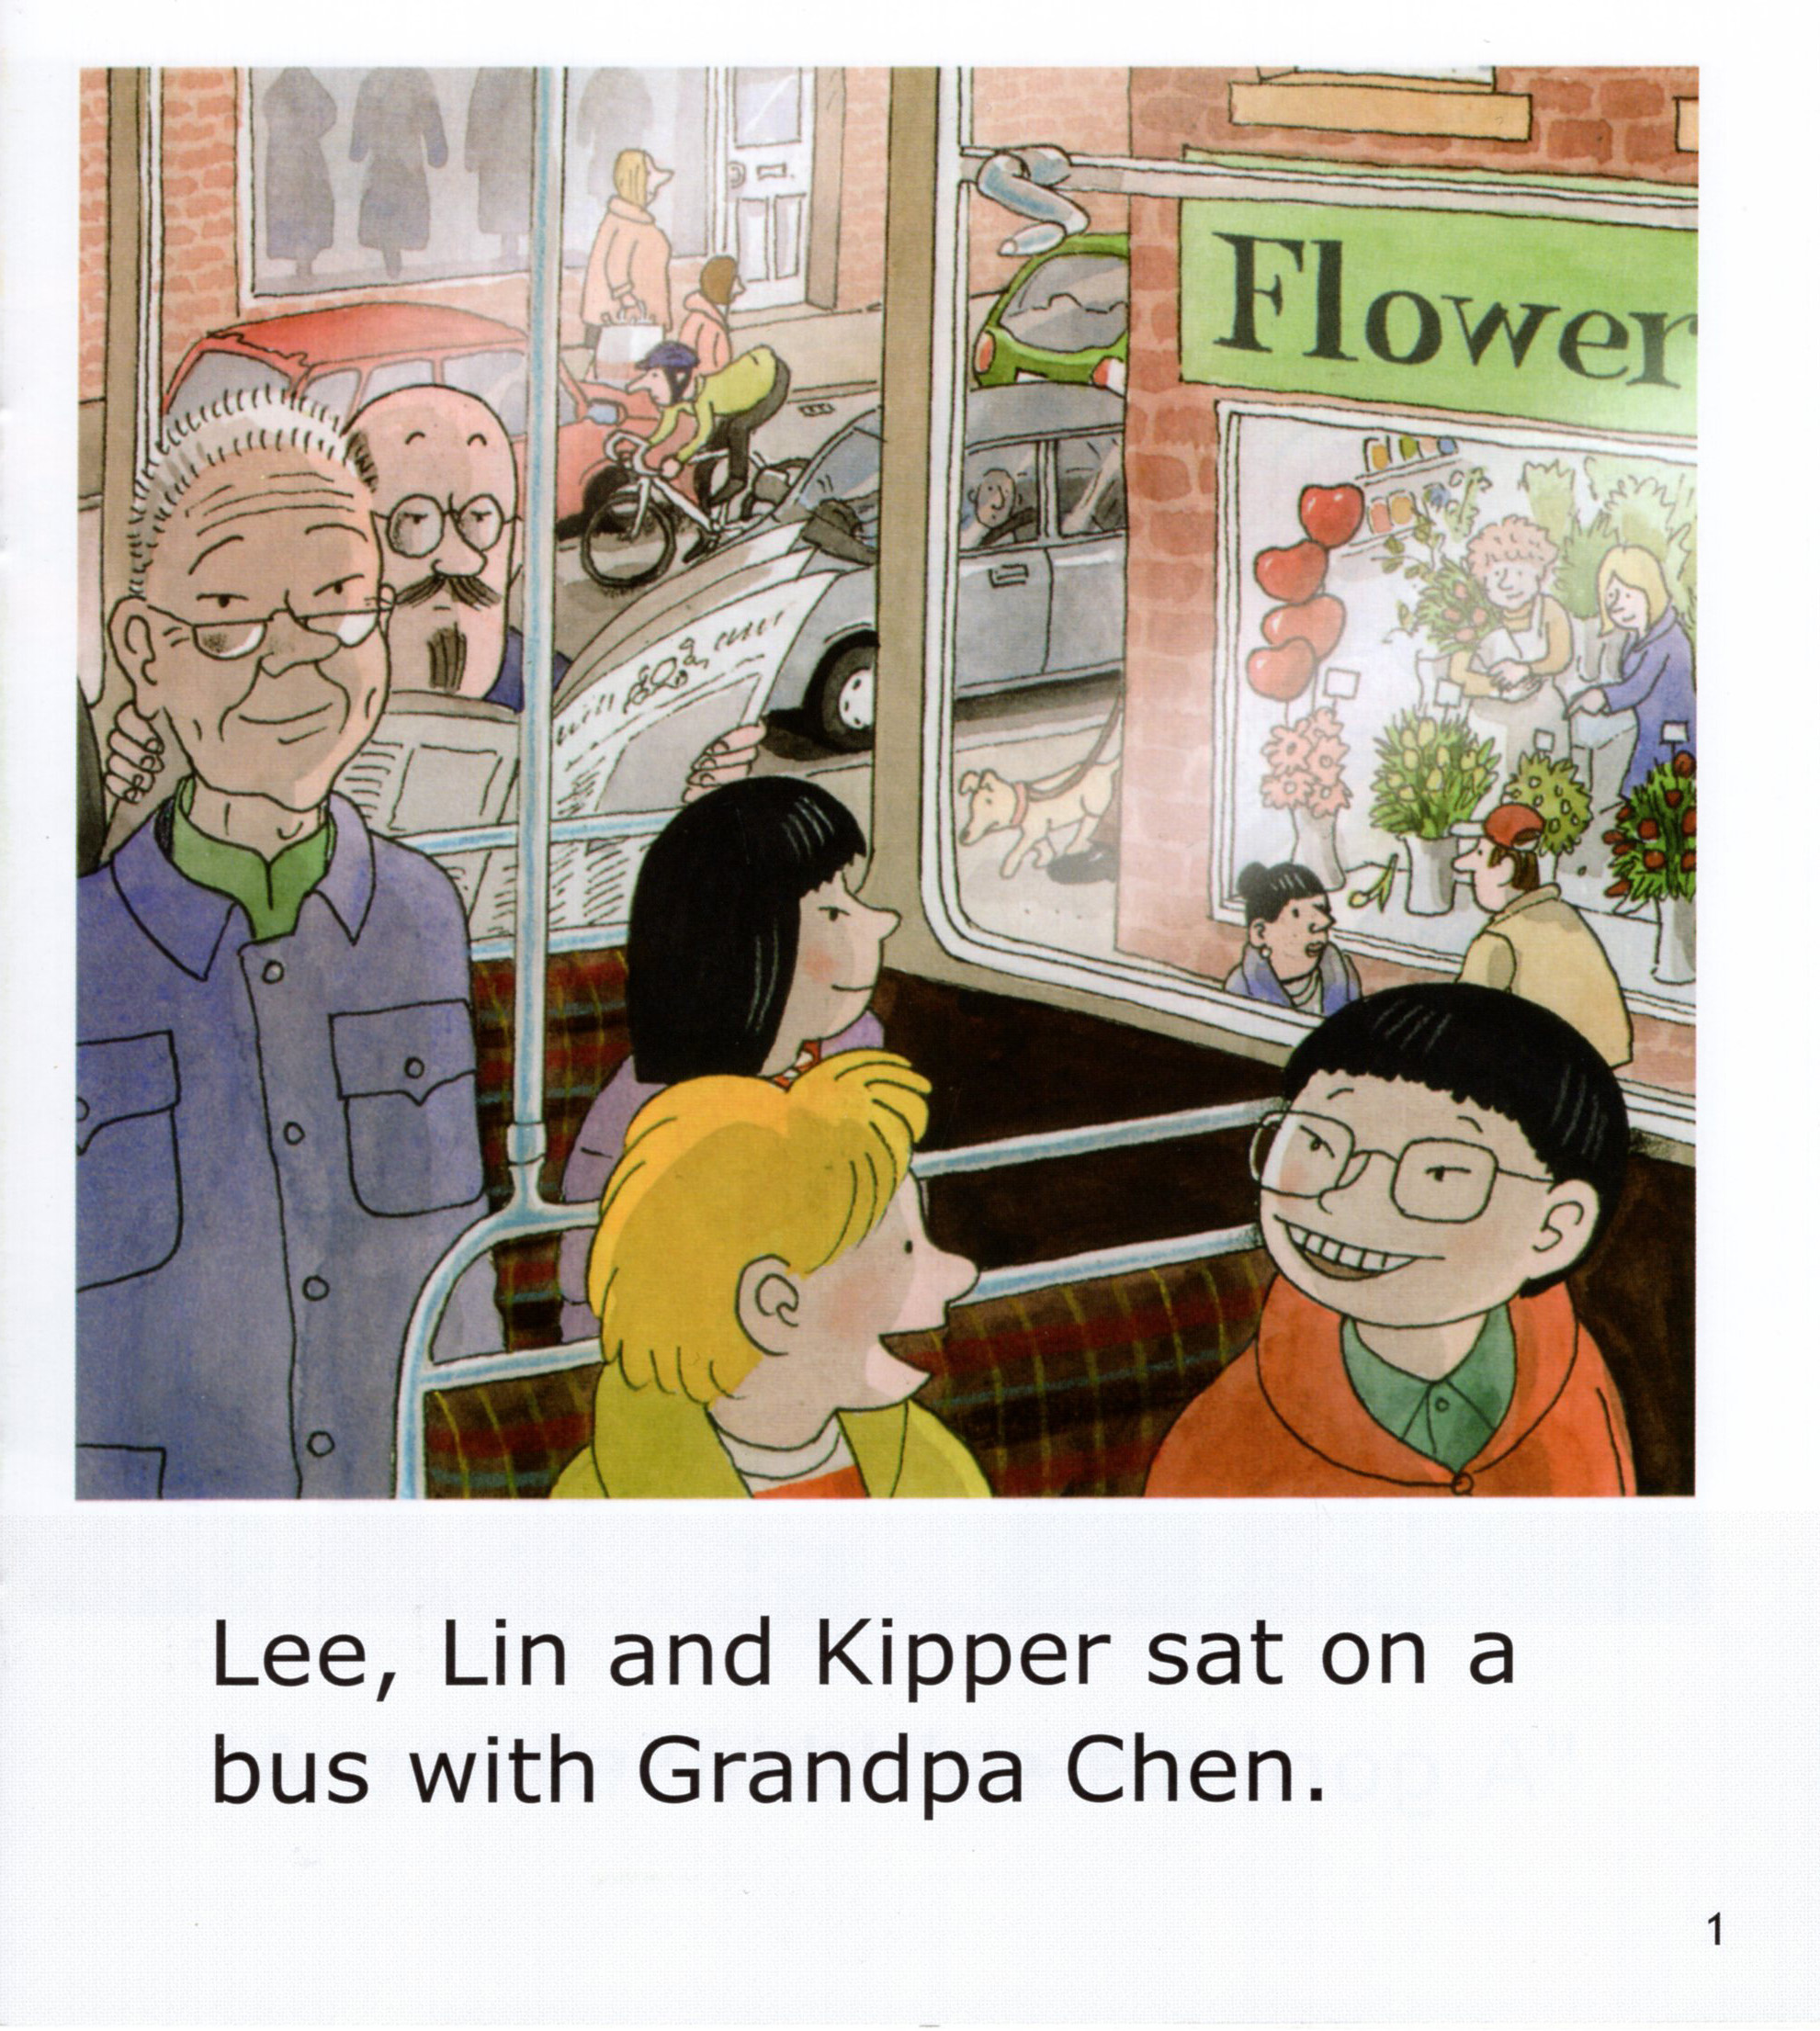 Flower
Lee, Lin and Kipper sat on a
bus with Grandpa Chen.
1